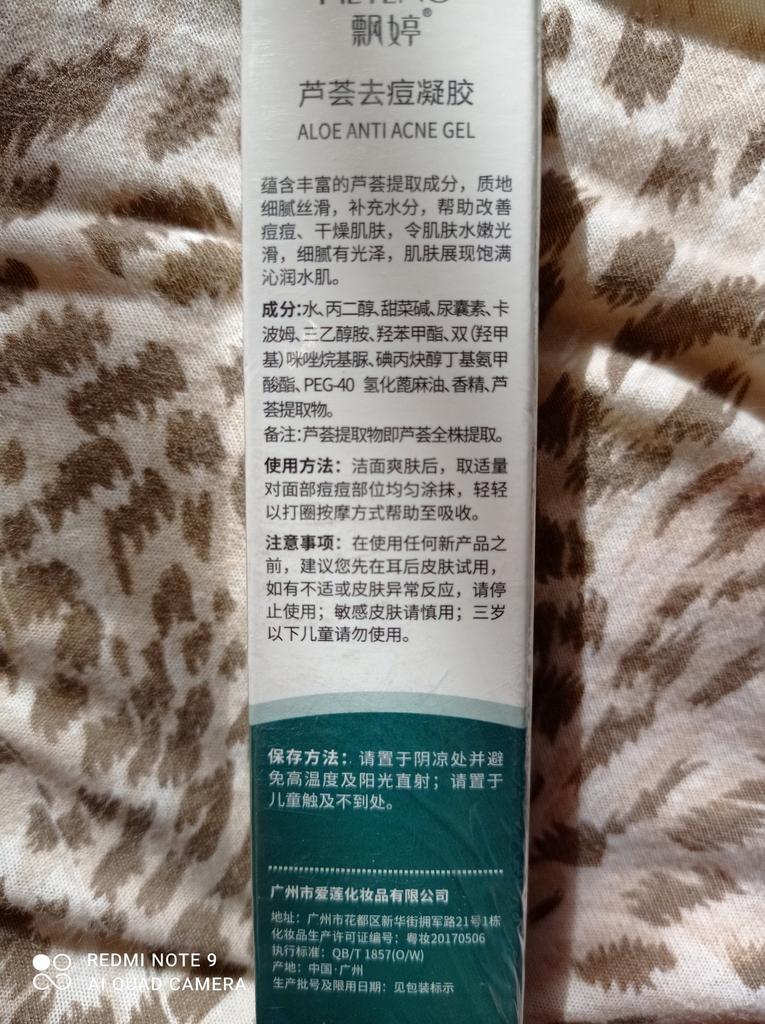 飘婷®
芦荟去痘凝胶
ALOE ANTI ACNE GEL
蕴含丰富的芦荟提取成分，质地
细腻丝滑，补充水分，帮助改善
痘痘、干燥肌肤，令肌肤水嫩光
滑，细腻有光泽，肌肤展现饱满
沁润水肌。
成分:水、丙二醇、甜菜碱、尿囊素、卡
波姆、三乙醇胺、羟苯甲酯、双(羟甲
基)咪唑烷基脲、碘丙炔醇丁基氨甲
酸酯、PEG-40 氢化蓖麻油、香精、芦
荟提取物。
备注:芦荟提取物即芦荟全株提取。
使用方法：洁面爽肤后，取适量
对面部痘痘部位均匀涂抹，轻轻
以打圈按摩方式帮助至吸收。
注意事项：在使用任何新产品之
前，建议您先在耳后皮肤试用，
如有不适或皮肤异常反应，请停
止使用；敏感皮肤请慎用；三岁
以下儿童请勿使用。
保存方法：请置于阴凉处并避
免高温度及阳光直射；请置于
儿童触及不到处。
广州市爱莲化妆品有限公司
地址：广州市花都区新华街拥军路21号1栋
化妆品生产许可证编号：粤妆20170506
执行标准：QB/T 1857(O/W)
产地：中国·广州
生产批号及限用日期：见包装标示
REDMI NOTE 9
AI QUAD CAMERA